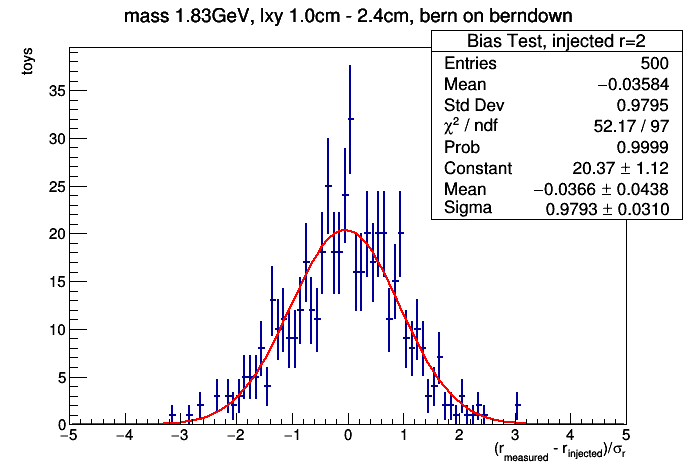 mass 1.83GeV, lxy 1.0cm - 2.4cm, bern on berndown
toys
Bias Test, injected r=2
Entries 500
Mean −0.03584
Std Dev 0.9795
χ² / ndf 52.17 / 97
Prob 0.9999
Constant 20.37 ± 1.12
Mean −0.0366 ± 0.0438
Sigma 0.9793 ± 0.0310
35
30
25
20
15
10
5
0
−5 −4 −3 −2 −1 0 1 2 3 4 5
(r_measured - r_injected)/σ_r